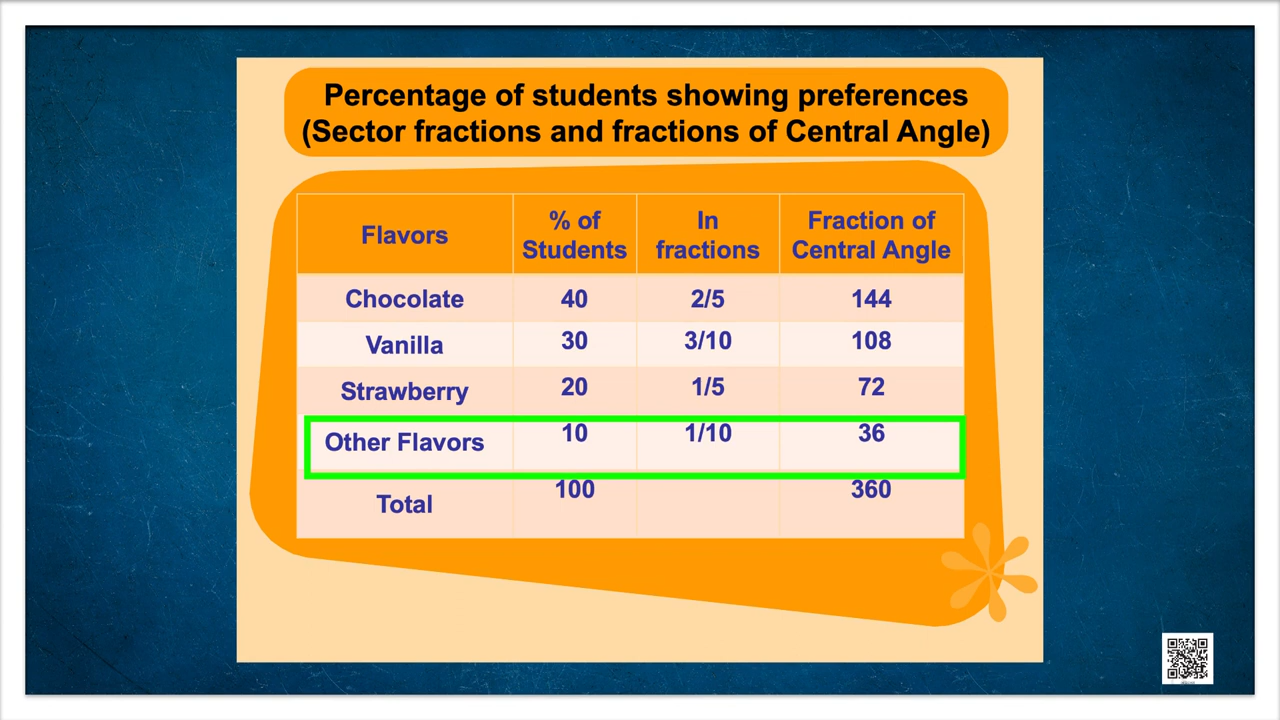 Percentage of students showing preferences
(Sector fractions and fractions of Central Angle)
Flavors % of Students In fractions Fraction of Central Angle
Chocolate 40 2/5 144
Vanilla 30 3/10 108
Strawberry 20 1/5 72
Other Flavors 10 1/10 36
Total 100 360